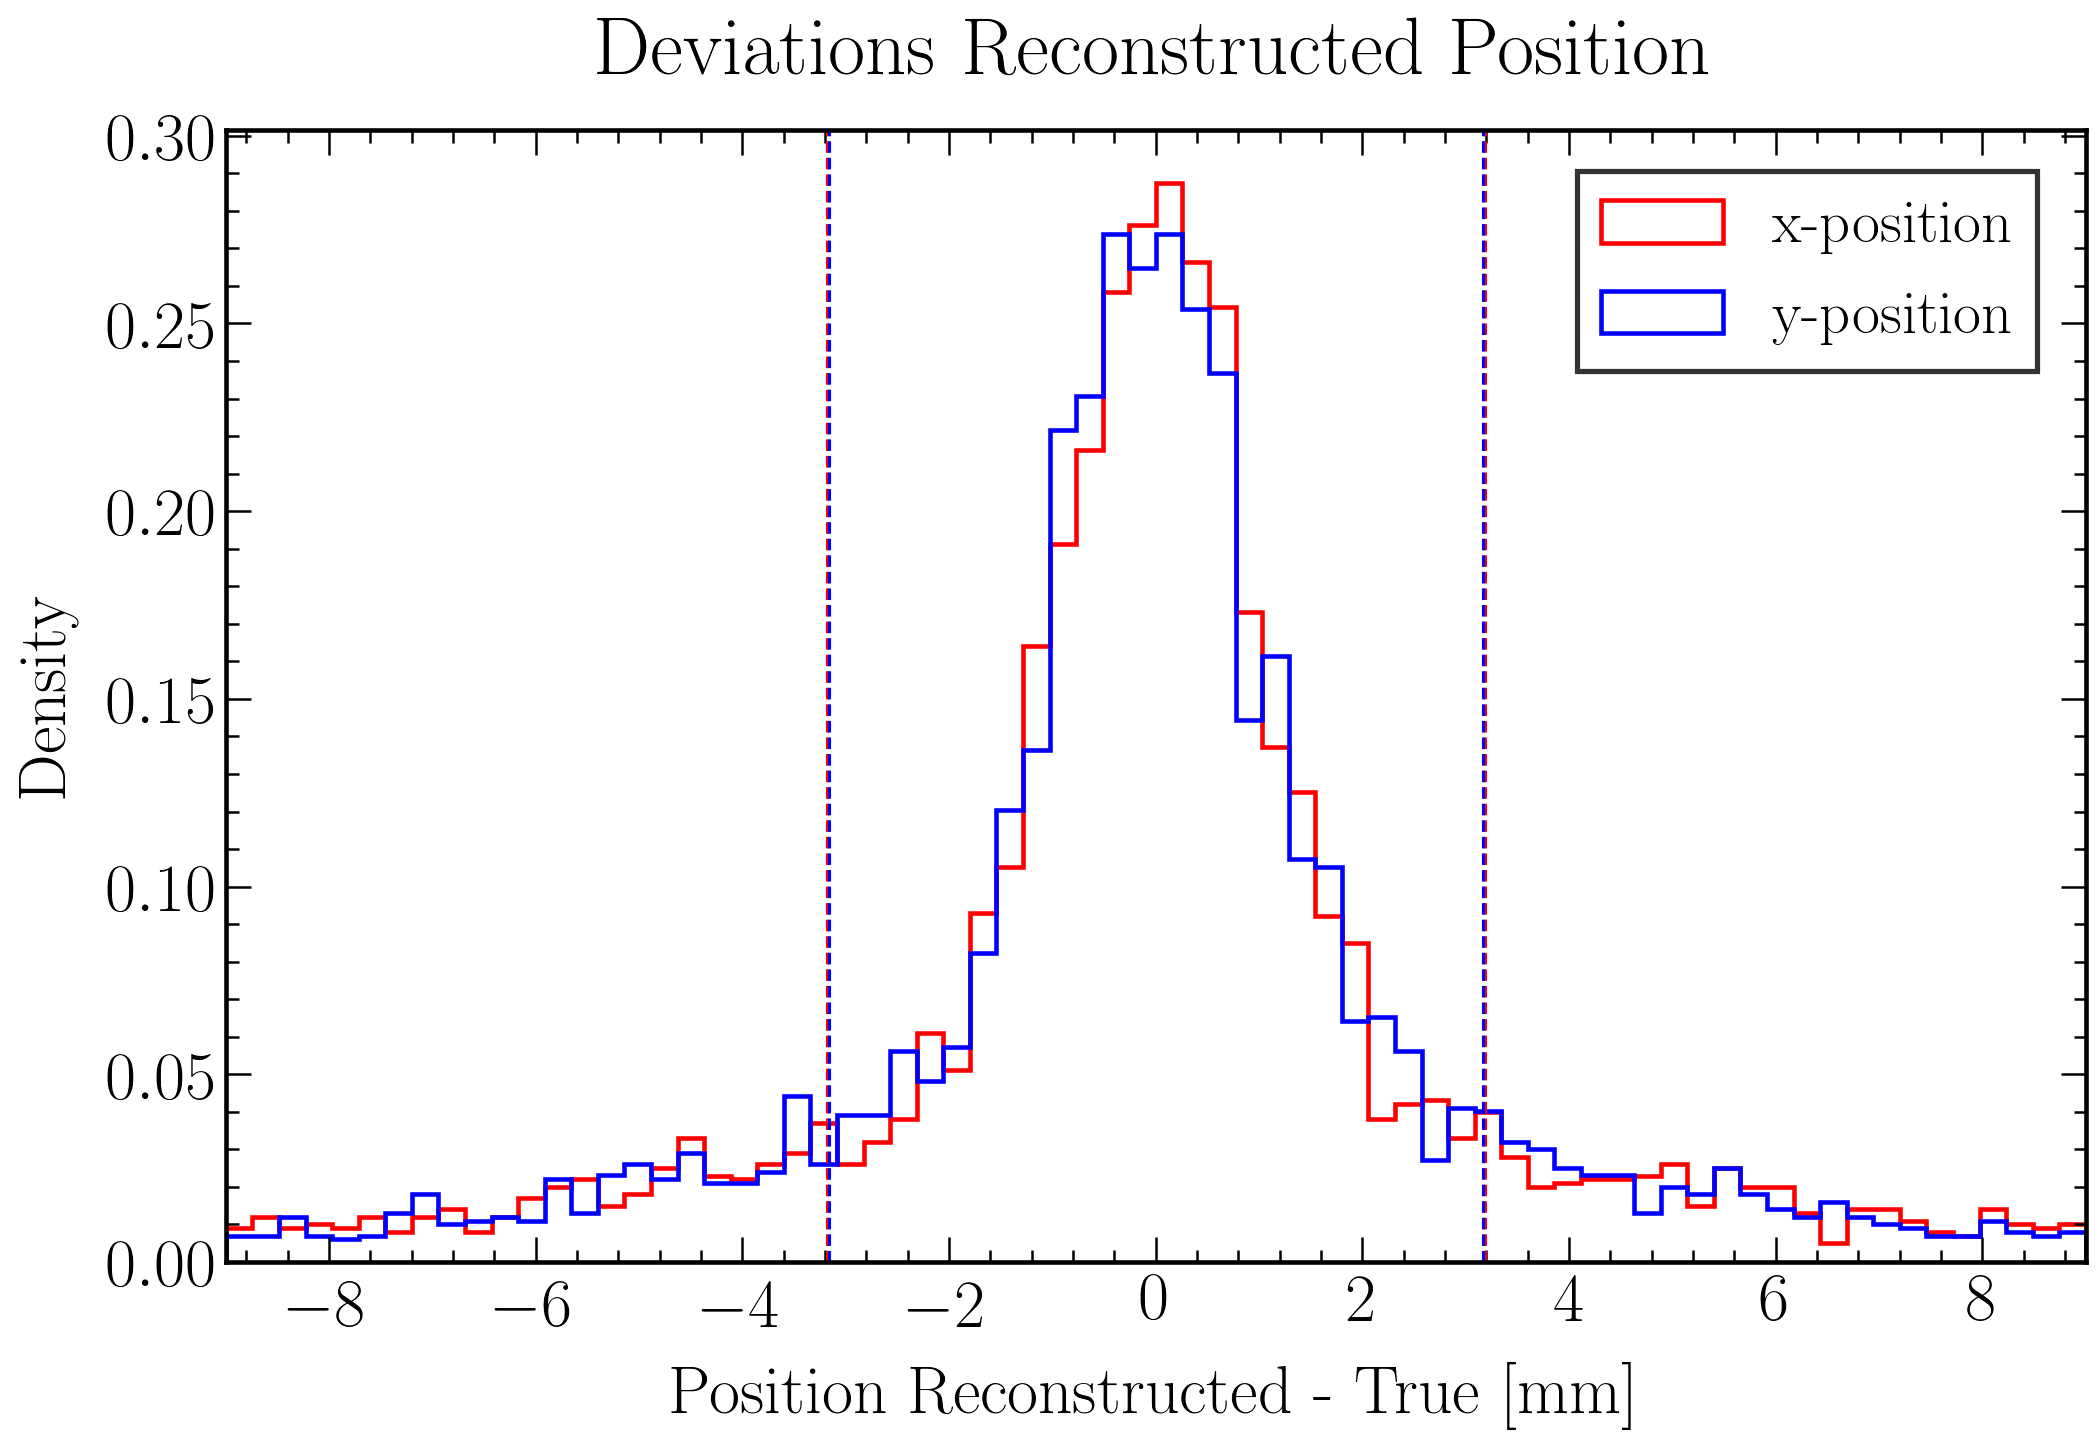 Deviations Reconstructed Position
0.30
0.25
0.20
0.15
0.10
0.05
0.00
Density
x-position
y-position
−8 −6 −4 −2 0 2 4 6 8
Position Reconstructed - True [mm]